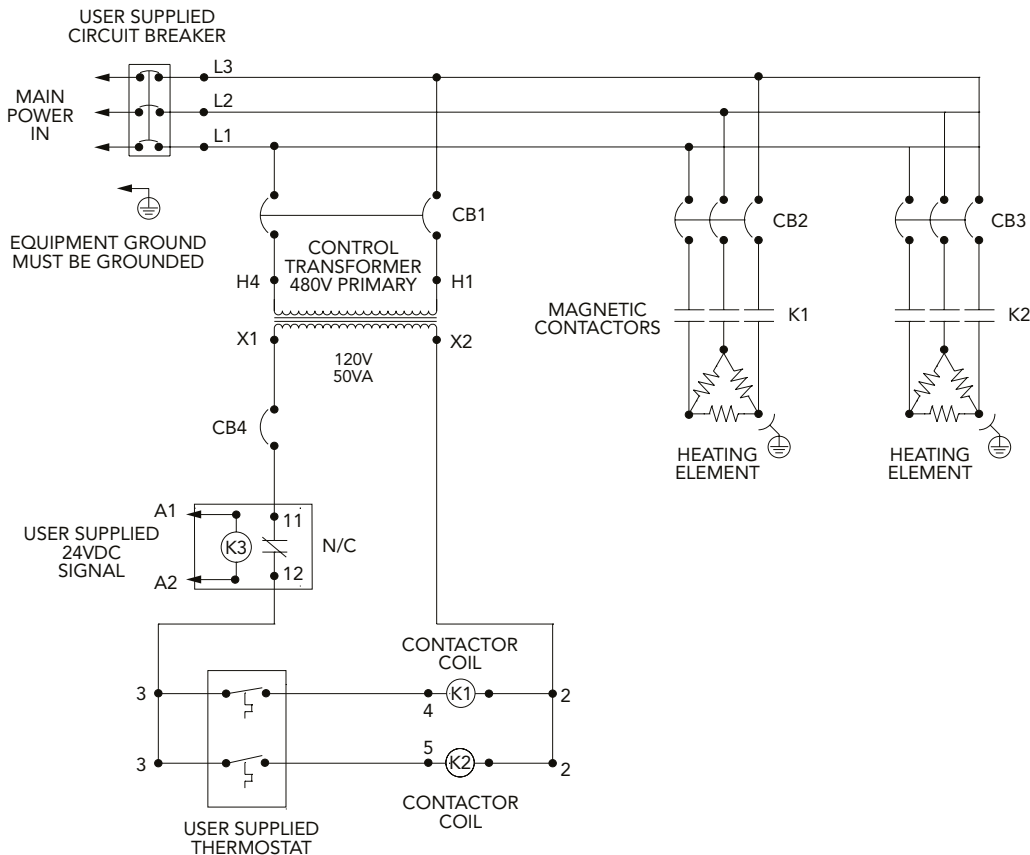 USER SUPPLIED
CIRCUIT BREAKER
L3
MAIN
POWER
IN
L2
L1
CB1
CB2
CB3
EQUIPMENT GROUND
MUST BE GROUNDED
CONTROL
TRANSFORMER
480V PRIMARY
H4
H1
MAGNETIC
CONTACTORS
K1
K2
X1
X2
120V
50VA
CB4
HEATING
ELEMENT
HEATING
ELEMENT
A1
11
USER SUPPLIED
24VDC
SIGNAL
K3
N/C
A2
12
CONTACTOR
COIL
3
K1
2
4
5
3
K2
2
CONTACTOR
COIL
USER SUPPLIED
THERMOSTAT